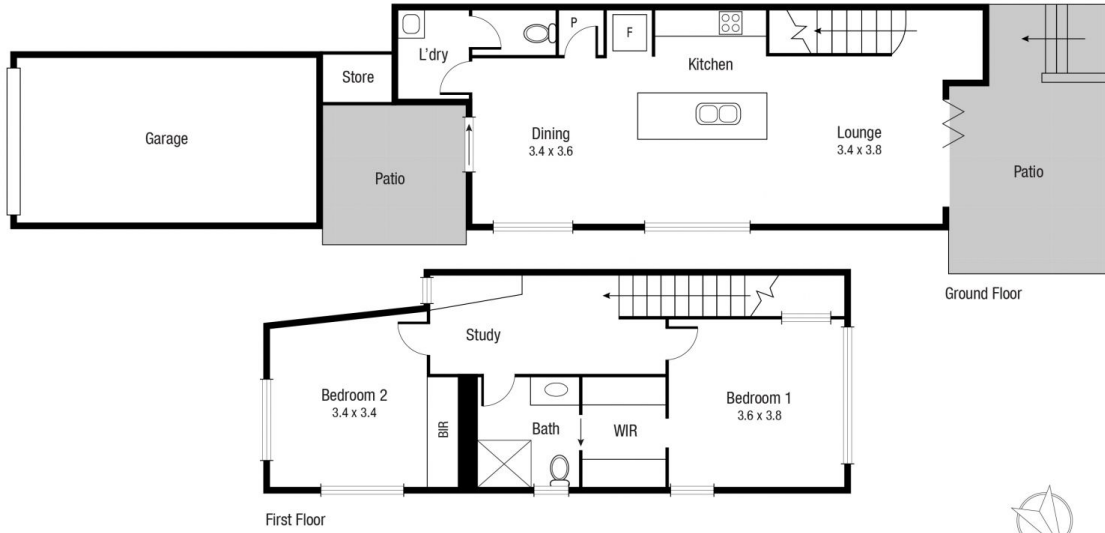 P
F
L'dry
Kitchen
Store
Garage
Dining
3.4 x 3.6
Lounge
3.4 x 3.8
Patio
Patio
Ground Floor
Study
Bedroom 2
3.4 x 3.4
BIR
Bath
WIR
Bedroom 1
3.6 x 3.8
First Floor